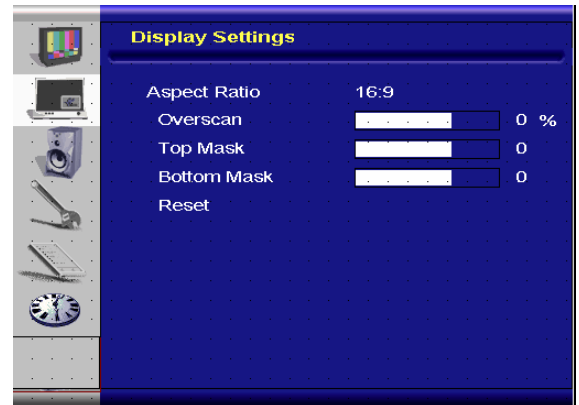 Display Settings
Aspect Ratio 16:9
Overscan 0 %
Top Mask 0
Bottom Mask 0
Reset